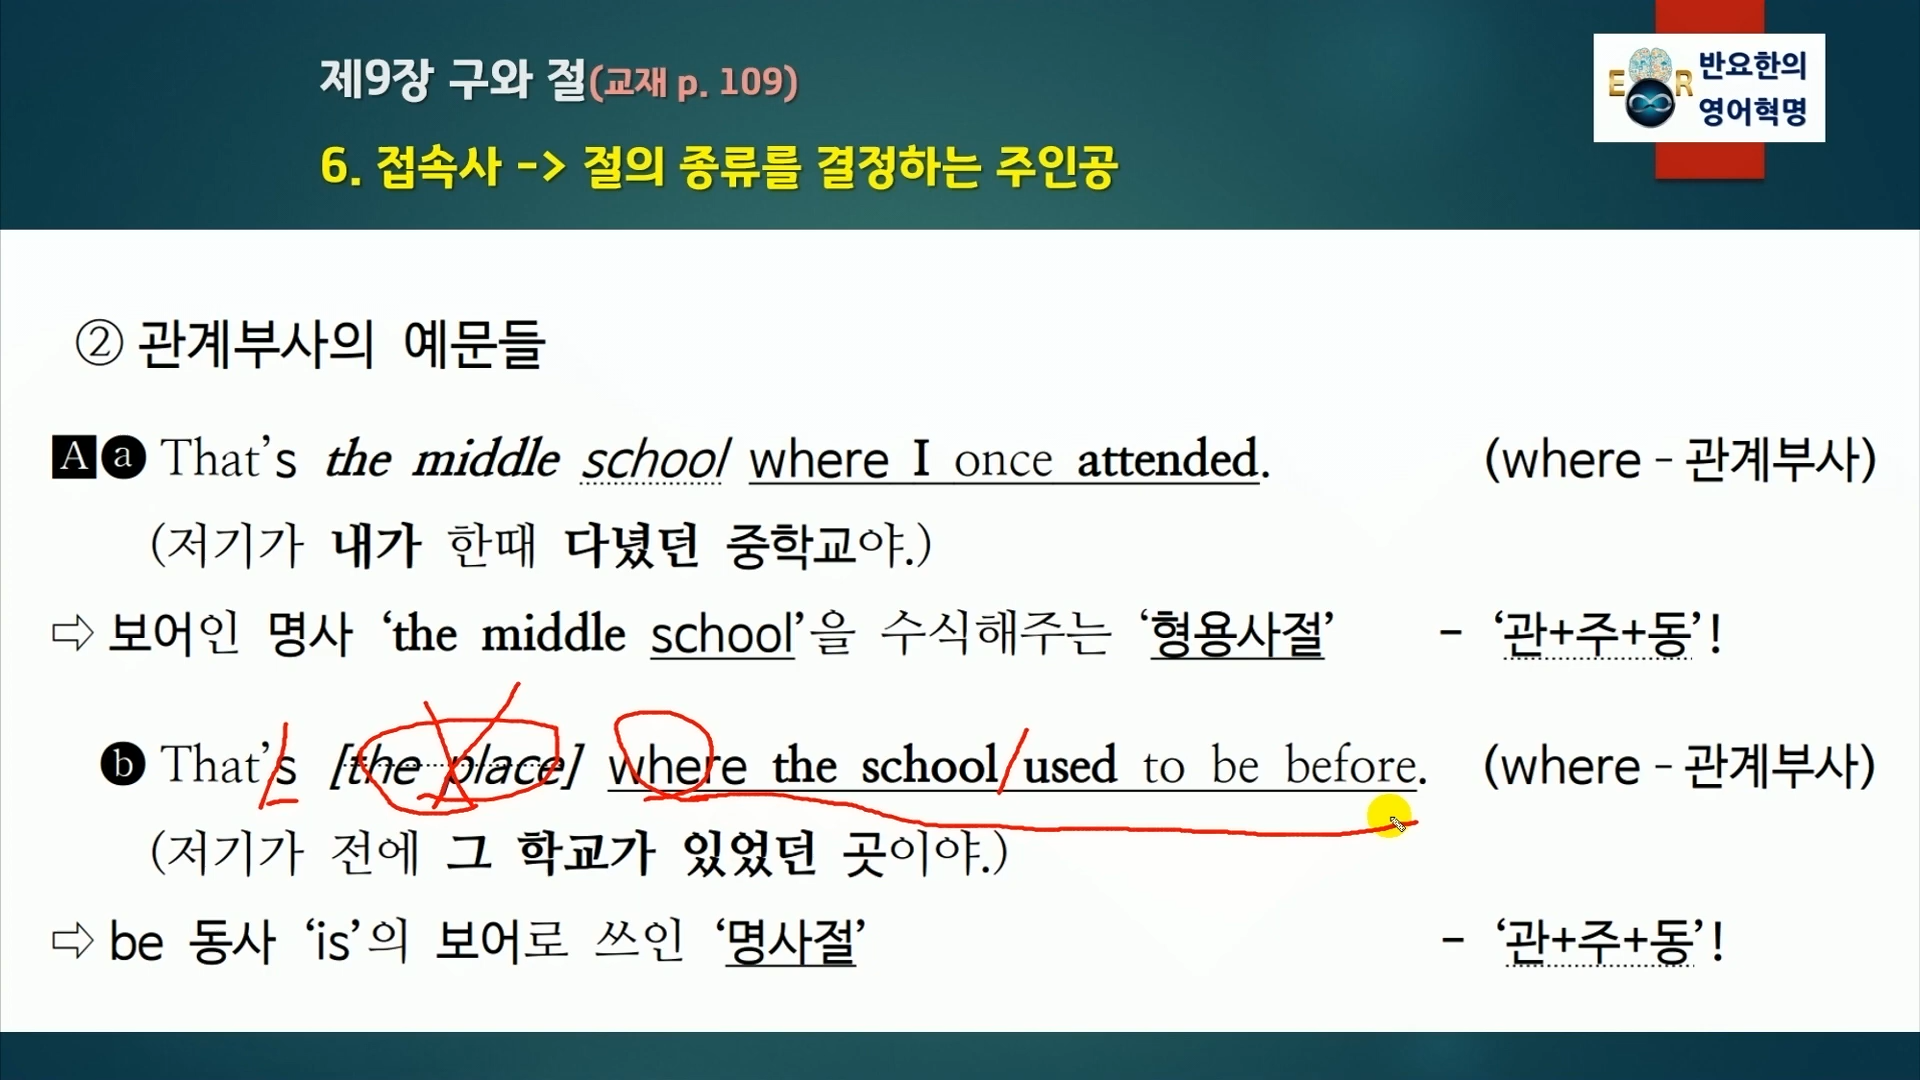 제9장 구와 절(교재 p. 109)
E R 반요한의
영어혁명
6. 접속사 -> 절의 종류를 결정하는 주인공
② 관계부사의 예문들
A a That's the middle school where I once attended. (where - 관계부사)
(저기가 내가 한때 다녔던 중학교야.)
⇨ 보어인 명사 ‘the middle school’을 수식해주는 ‘형용사절’ - ‘관+주+동’!
b That's [the place] where the school used to be before. (where - 관계부사)
(저기가 전에 그 학교가 있었던 곳이야.)
⇨ be 동사 ‘is’의 보어로 쓰인 ‘명사절’ - ‘관+주+동’!